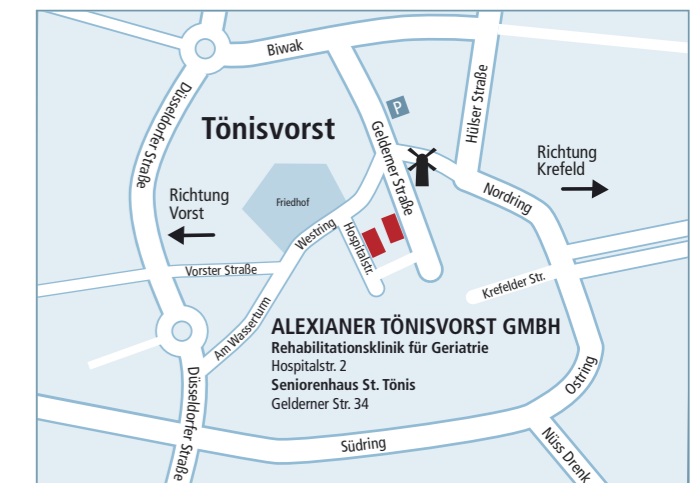 Biwak
Düsseldorfer Straße
P
Hülser Straße
Tönisvorst
Gelderner Straße
Richtung
Krefeld
Richtung
Vorst
Friedhof
Nordring
Westring
Hospitalstr.
Vorster Straße
Krefelder Str.
Am Wasserturm
ALEXIANER TÖNISVORST GMBH
Rehabilitationsklinik für Geriatrie
Hospitalstr. 2
Seniorenhaus St. Tönis
Gelderner Str. 34
Düsseldorfer Straße
Ostring
Südring
Nüss Drenk